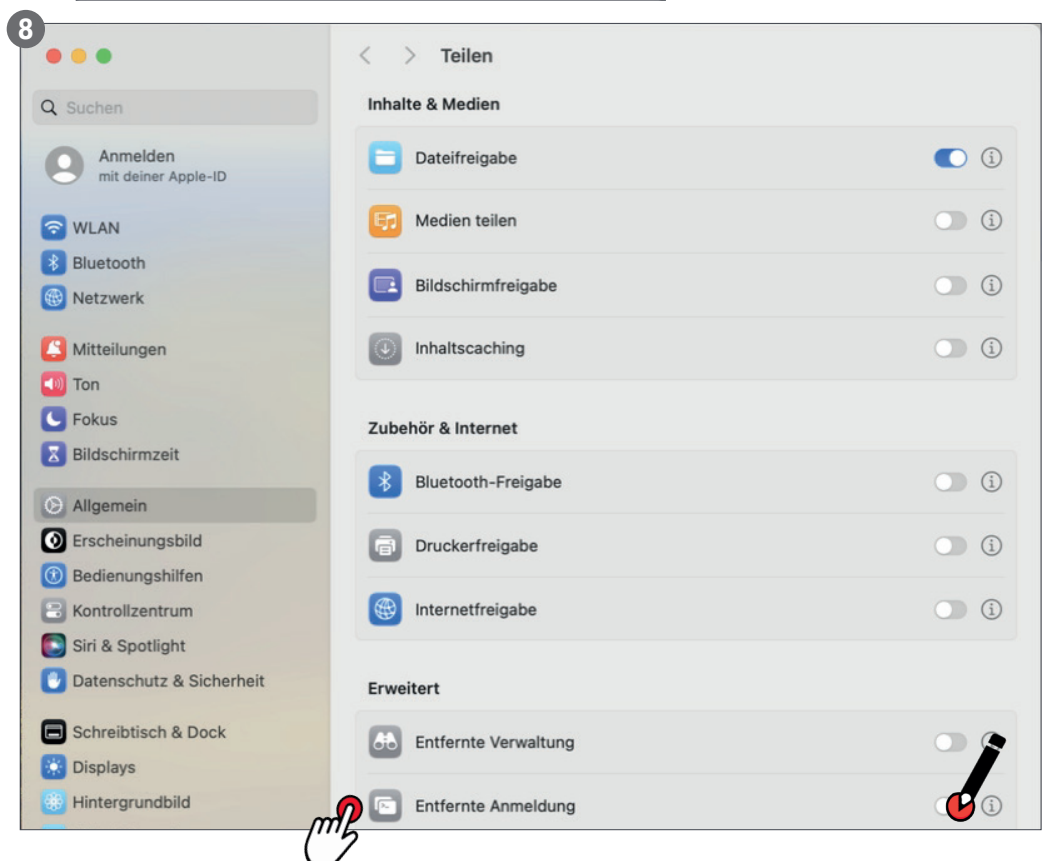 8
Teilen
Suchen
Anmelden
mit deiner Apple-ID
WLAN
Bluetooth
Netzwerk
Mitteilungen
Ton
Fokus
Bildschirmzeit
Allgemein
Erscheinungsbild
Bedienungshilfen
Kontrollzentrum
Siri & Spotlight
Datenschutz & Sicherheit
Schreibtisch & Dock
Displays
Hintergrundbild
Inhalte & Medien
Dateifreigabe
Medien teilen
Bildschirmfreigabe
Inhaltscaching
Zubehör & Internet
Bluetooth-Freigabe
Druckerfreigabe
Internetfreigabe
Erweitert
Entfernte Verwaltung
Entfernte Anmeldung